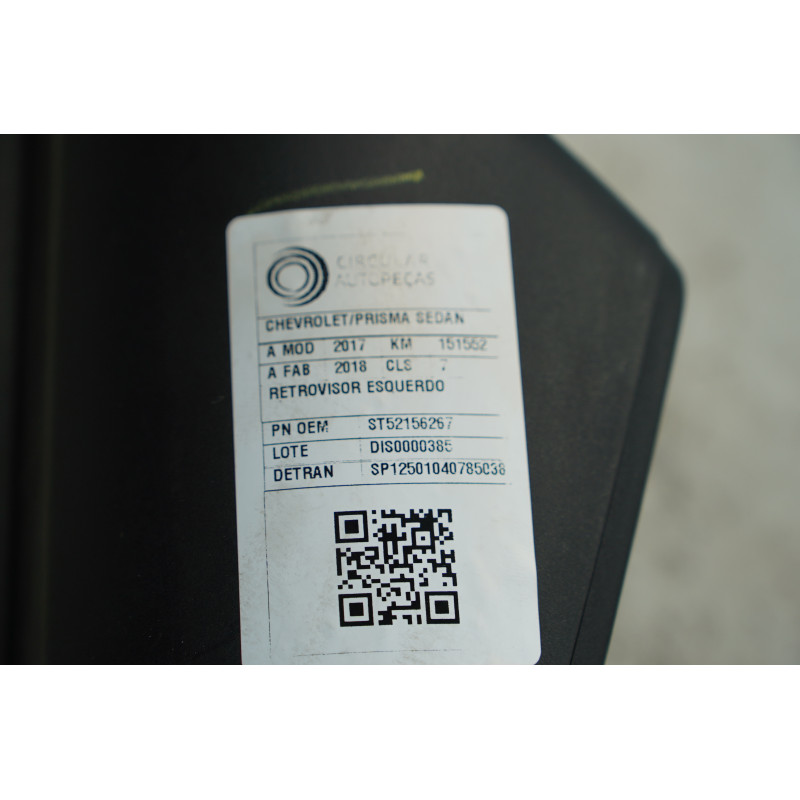 CIRCULAR
AUTOPEÇAS
CHEVROLET/PRISMA SEDAN
A MOD 2017 KM 151552
A FAB 2018 CLS 7
RETROVISOR ESQUERDO
PN OEM ST52156267
LOTE DIS0000385
DETRAN SP12501040785038